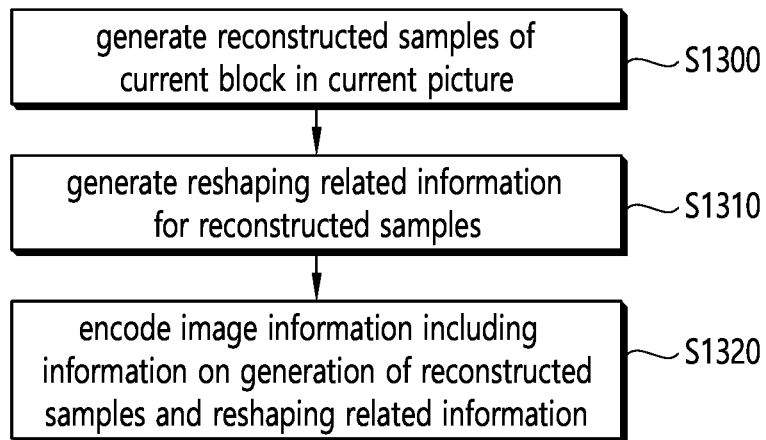 generate reconstructed samples of
current block in current picture
S1300
generate reshaping related information
for reconstructed samples
S1310
encode image information including
information on generation of reconstructed
samples and reshaping related information
S1320